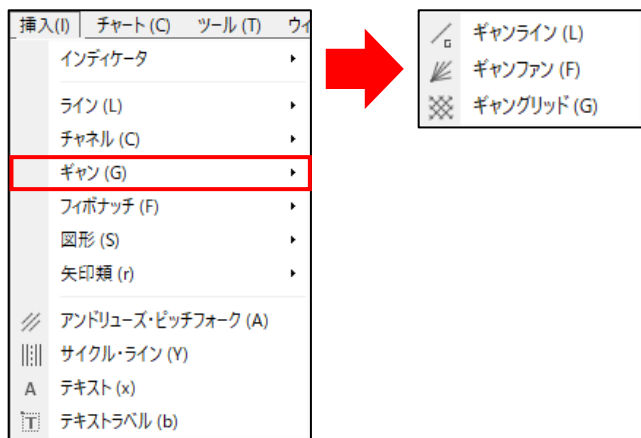 挿入(I) チャート(C) ツール(T) ウィ
インディケータ
ライン(L)
チャネル(C)
ギャン(G)
フィボナッチ(F)
図形(S)
矢印類(r)
アンドリューズ・ピッチフォーク(A)
サイクル・ライン(Y)
テキスト(x)
テキストラベル(b)
ギャンライン(L)
ギャンファン(F)
ギャングリッド(G)